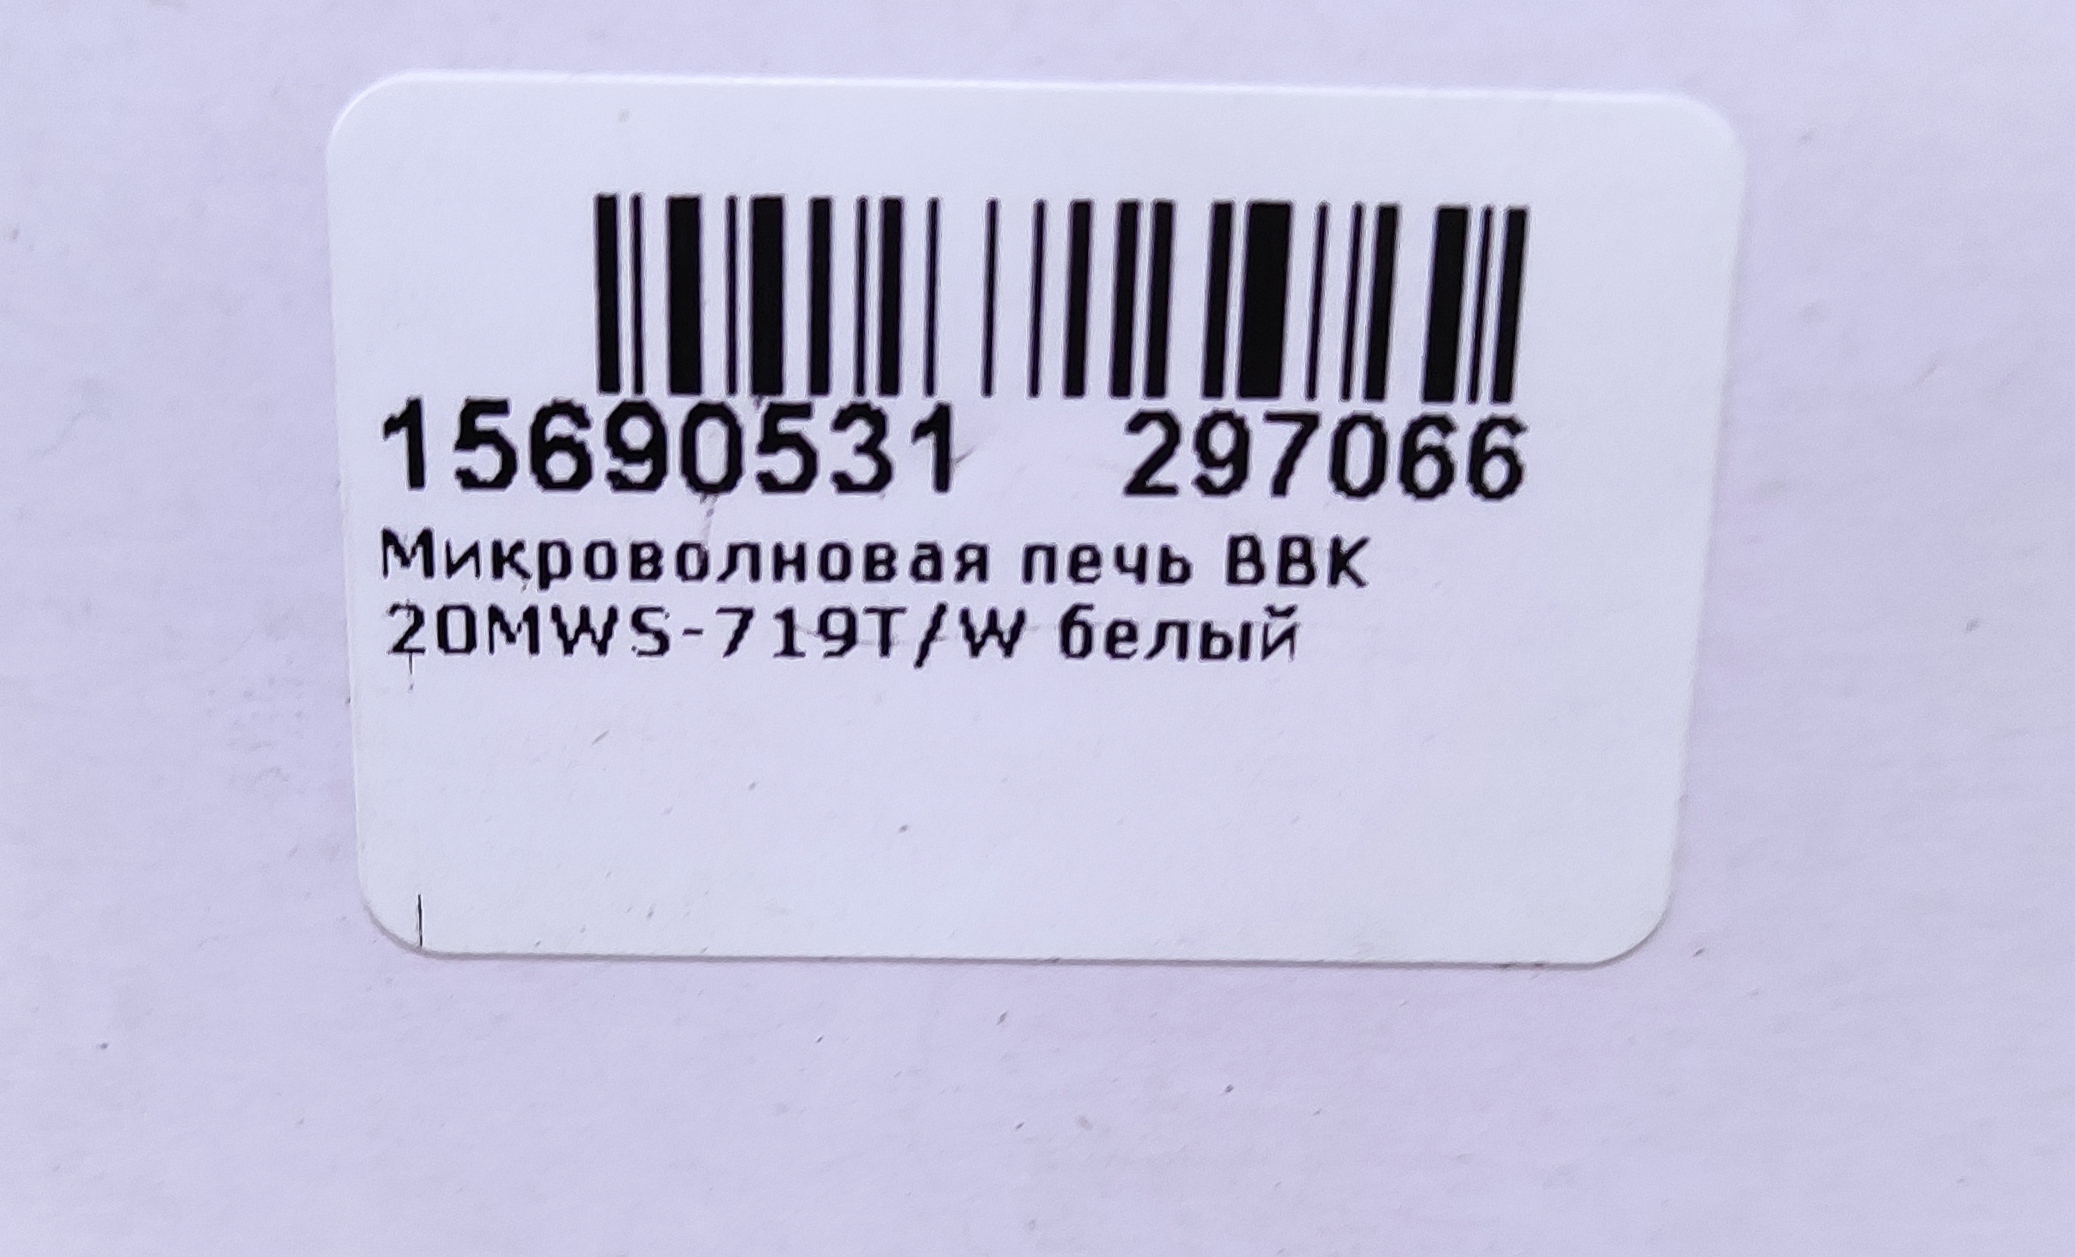 15690531 297066
Микроволновая печь BBK
20MWS-719T/W белый